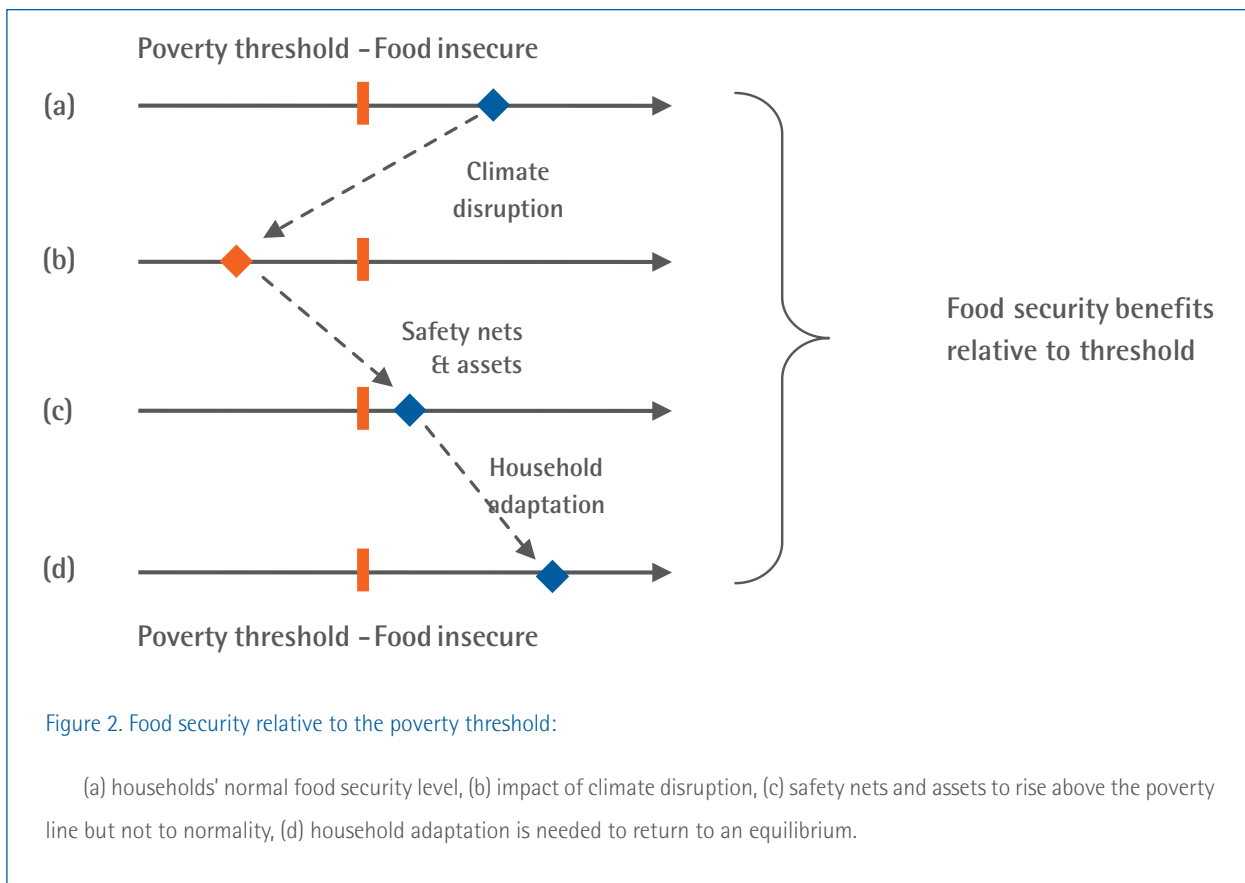 Poverty threshold - Food insecure
(a)
Climate
disruption
(b)
Safety nets
& assets
Food security benefits
relative to threshold
(c)
Household
adaptation
(d)
Poverty threshold - Food insecure
Figure 2. Food security relative to the poverty threshold:
(a) households’ normal food security level, (b) impact of climate disruption, (c) safety nets and assets to rise above the poverty
line but not to normality, (d) household adaptation is needed to return to an equilibrium.